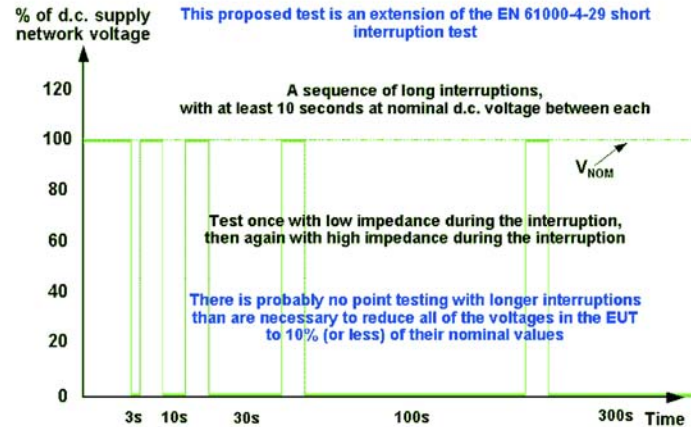 % of d.c. supply
network voltage
This proposed test is an extension of the EN 61000-4-29 short
interruption test
120
A sequence of long interruptions,
with at least 10 seconds at nominal d.c. voltage between each
100
V_NOM
80
Test once with low impedance during the interruption,
60
then again with high impedance during the interruption
40
There is probably no point testing with longer interruptions
than are necessary to reduce all of the voltages in the EUT
20
to 10% (or less) of their nominal values
0
3s 10s 30s 100s 300s Time